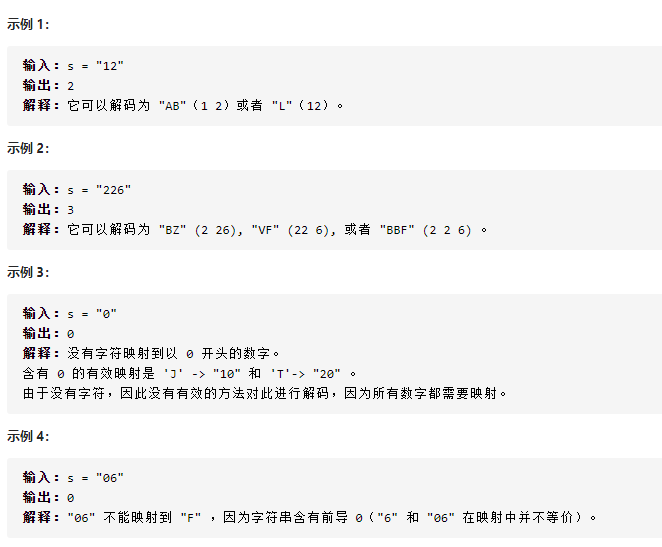 示例 1：
输入：s = "12"
输出：2
解释：它可以解码为 "AB"（1 2）或者 "L"（12）。
示例 2：
输入：s = "226"
输出：3
解释：它可以解码为 "BZ" (2 26), "VF" (22 6), 或者 "BBF" (2 2 6) 。
示例 3：
输入：s = "0"
输出：0
解释：没有字符映射到以 0 开头的数字。
含有 0 的有效映射是 'J' -> "10" 和 'T'-> "20" 。
由于没有字符，因此没有有效的方法对此进行解码，因为所有数字都需要映射。
示例 4：
输入：s = "06"
输出：0
解释："06" 不能映射到 "F" ，因为字符串含有前导 0（"6" 和 "06" 在映射中并不等价）。